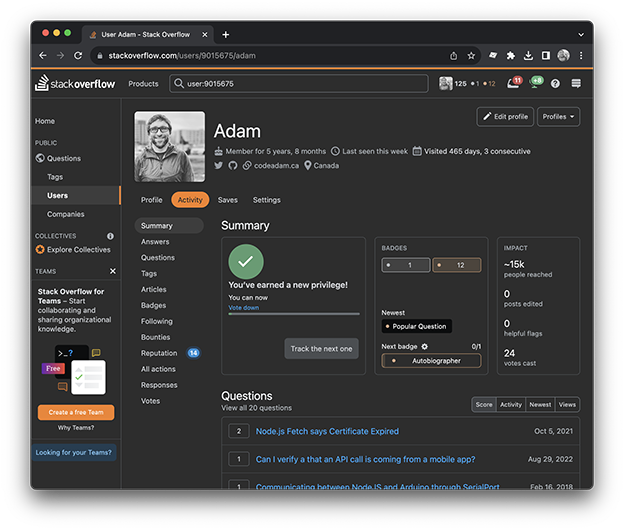 User Adam - Stack Overflow
stackoverflow.com/users/9015675/adam
stackoverflow
Products
user:9015675
125 1 12
11
+8
Home
PUBLIC
Questions
Tags
Users
Companies
COLLECTIVES
Explore Collectives
TEAMS
Stack Overflow for
Teams – Start
collaborating and
sharing organizational
knowledge.
>_?
Free
Create a free Team
Why Teams?
Looking for your Teams?
Edit profile
Profiles
Adam
Member for 5 years, 8 months
Last seen this week
Visited 465 days, 3 consecutive
codeadam.ca
Canada
Profile
Activity
Saves
Settings
Summary
Answers
Questions
Tags
Articles
Badges
Following
Bounties
Reputation 14
All actions
Responses
Votes
Summary
You've earned a new privilege!
You can now
Vote down
Track the next one
BADGES
1
12
Newest
Popular Question
Next badge
0/1
Autobiographer
IMPACT
~15k
people reached
0
posts edited
0
helpful flags
24
votes cast
Questions
View all 20 questions
Score
Activity
Newest
Views
2 Node.js Fetch says Certificate Expired Oct 5, 2021
1 Can I verify a that an API call is coming from a mobile app? Aug 29, 2022
1 Communicating between NodeJS and Arduino through SerialPort Feb 16, 2018